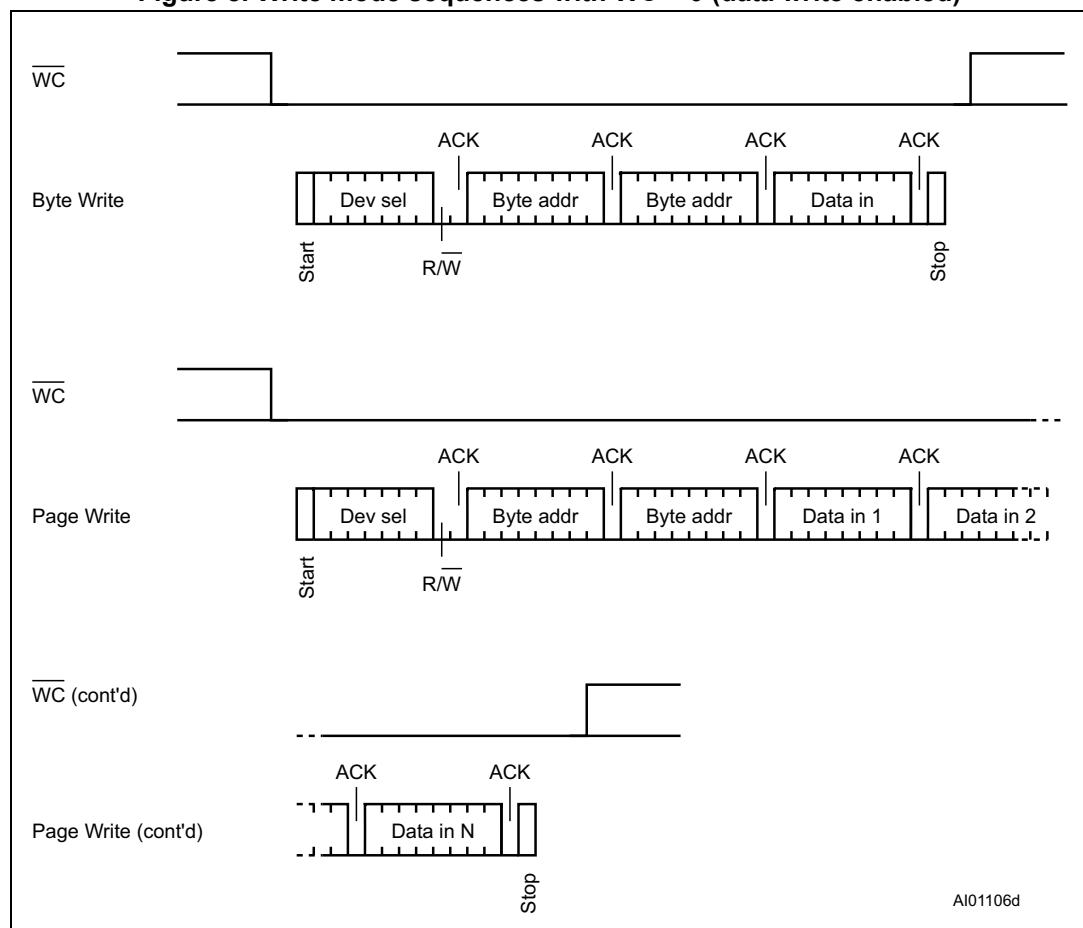 WC
ACK ACK ACK ACK
Byte Write
Dev sel Byte addr Byte addr Data in
Start R/W Stop
WC
ACK ACK ACK ACK
Page Write
Dev sel Byte addr Byte addr Data in 1 Data in 2
Start R/W
WC (cont'd)
ACK ACK
Page Write (cont'd)
Data in N
Stop
AI01106d